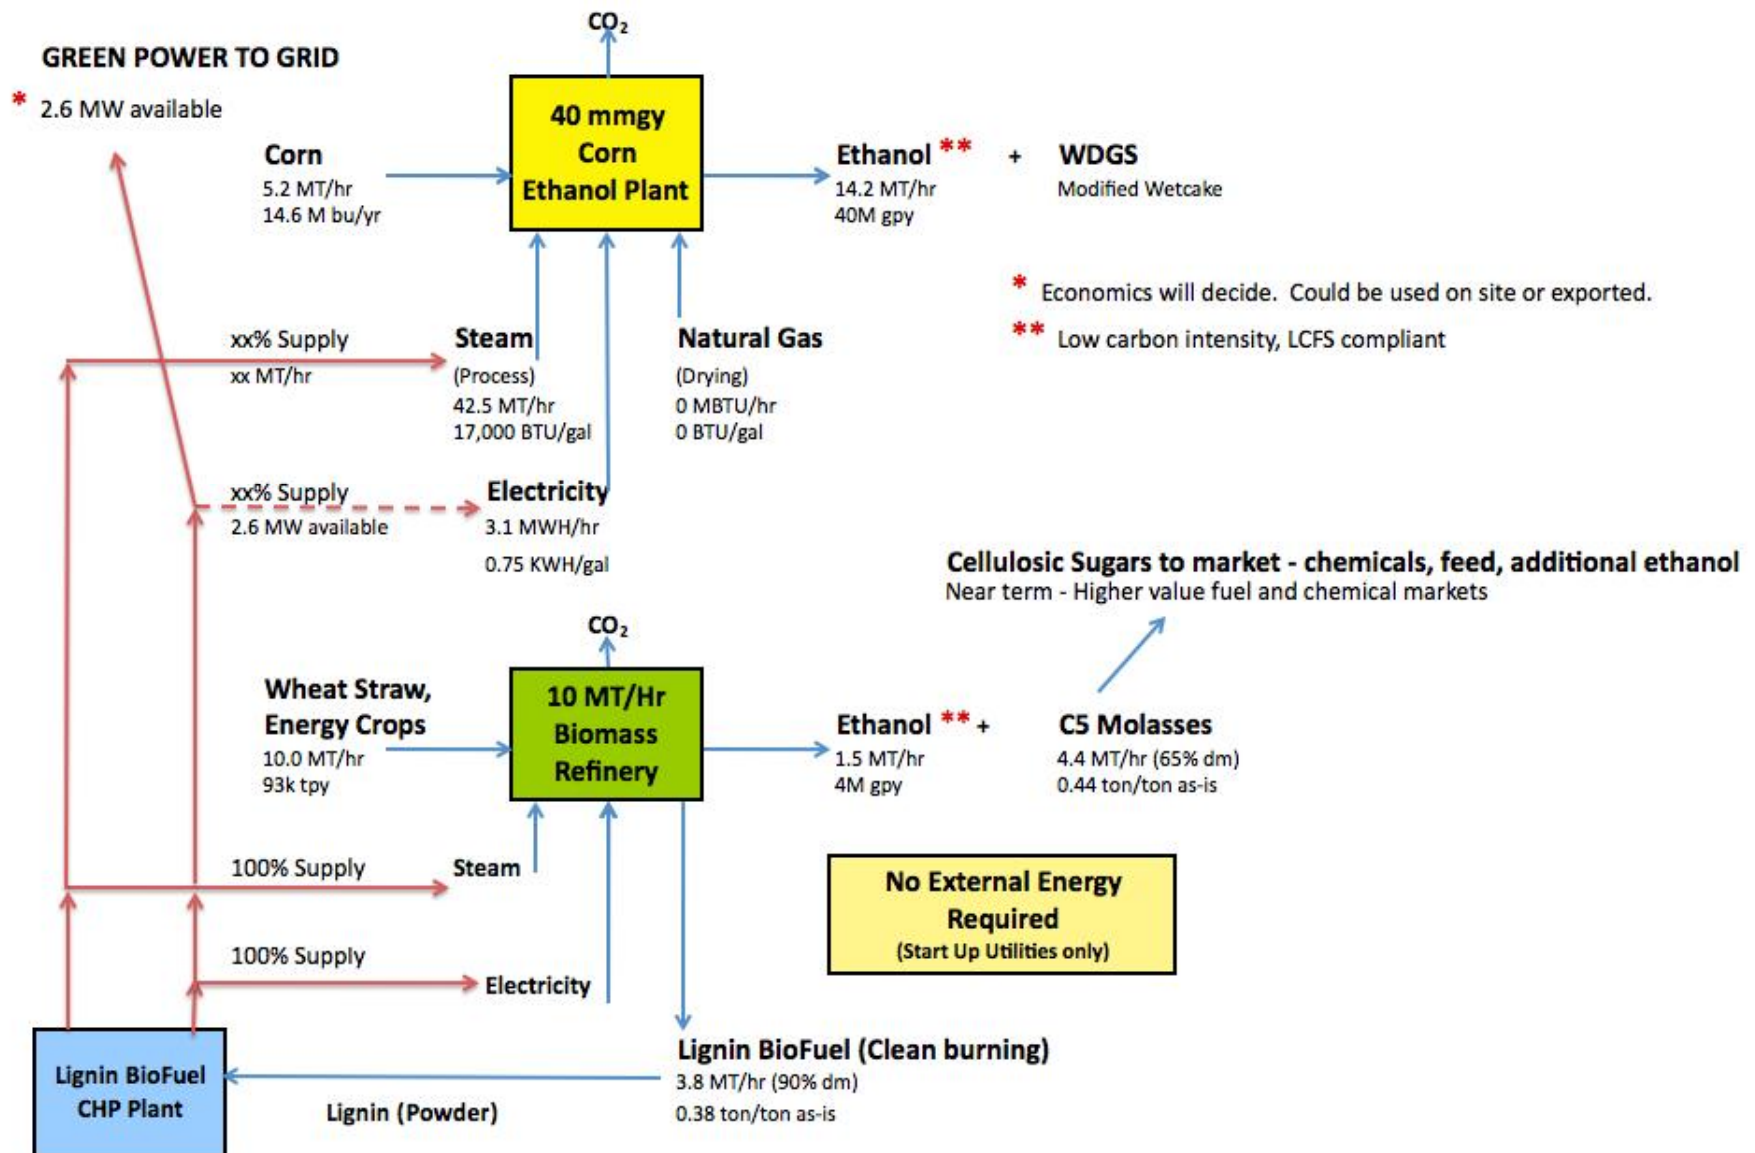 CO₂
GREEN POWER TO GRID
* 2.6 MW available
40 mmgy
Corn
Ethanol Plant
Corn
5.2 MT/hr
14.6 M bu/yr
Ethanol ** + WDGS
14.2 MT/hr
40M gpy
Modified Wetcake
* Economics will decide. Could be used on site or exported.
** Low carbon intensity, LCFS compliant
xx% Supply
xx MT/hr
Steam
(Process)
42.5 MT/hr
17,000 BTU/gal
Natural Gas
(Drying)
0 MBTU/hr
0 BTU/gal
xx% Supply
2.6 MW available
Electricity
3.1 MWH/hr
0.75 KWH/gal
Cellulosic Sugars to market - chemicals, feed, additional ethanol
Near term - Higher value fuel and chemical markets
CO₂
Wheat Straw,
Energy Crops
10.0 MT/hr
93k tpy
10 MT/Hr
Biomass
Refinery
Ethanol ** + C5 Molasses
1.5 MT/hr
4M gpy
4.4 MT/hr (65% dm)
0.44 ton/ton as-is
100% Supply
Steam
No External Energy
Required
(Start Up Utilities only)
100% Supply
Electricity
Lignin BioFuel (Clean burning)
3.8 MT/hr (90% dm)
0.38 ton/ton as-is
Lignin BioFuel
CHP Plant
Lignin (Powder)